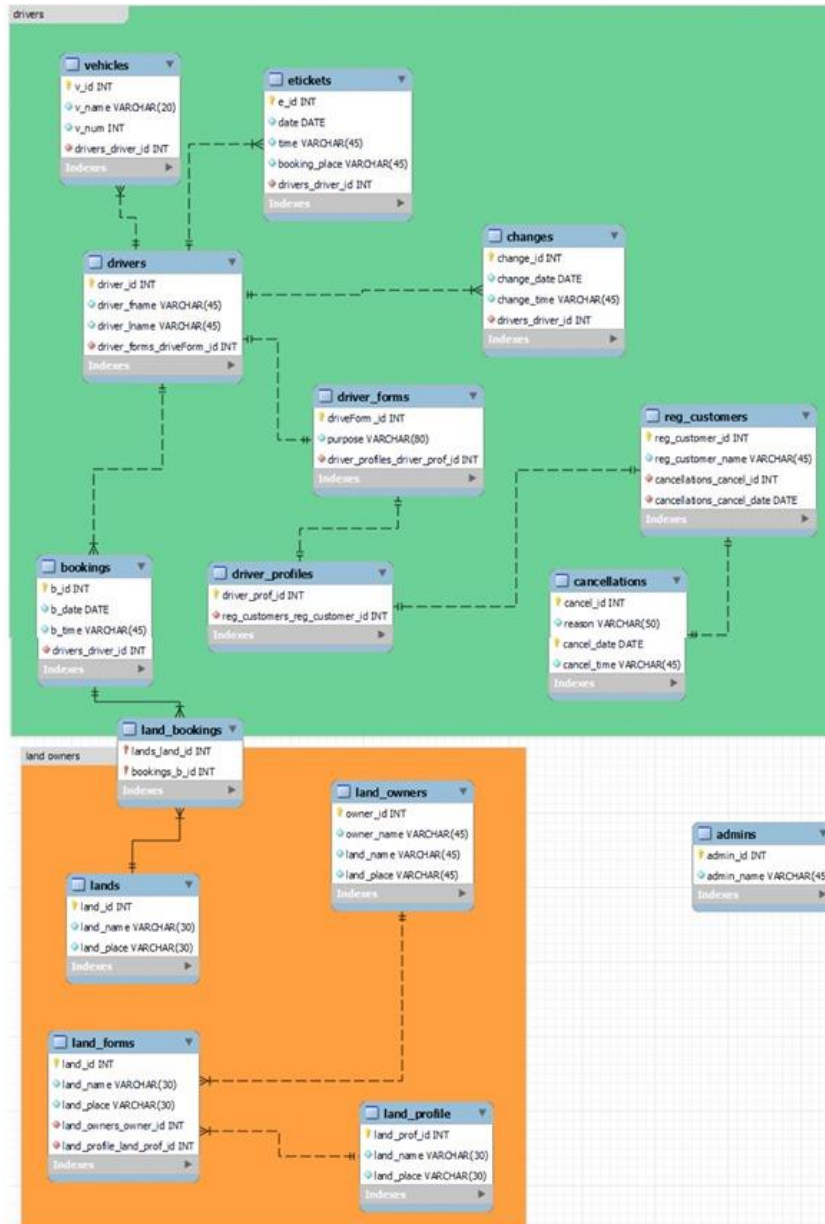 drivers
vehicles
v_id INT
v_name VARCHAR(20)
v_num INT
drivers_driver_id INT
Indexes
etickets
e_id INT
date DATE
time VARCHAR(45)
booking_place VARCHAR(45)
drivers_driver_id INT
Indexes
drivers
driver_id INT
driver_fname VARCHAR(45)
driver_lname VARCHAR(45)
driver_forms_driveForm_id INT
Indexes
changes
change_id INT
change_date DATE
change_time VARCHAR(45)
drivers_driver_id INT
Indexes
driver_forms
driveForm_id INT
purpose VARCHAR(80)
driver_profiles_driver_prof_id INT
Indexes
reg_customers
reg_customer_id INT
reg_customer_name VARCHAR(45)
cancellations_cancel_id INT
cancellations_cancel_date DATE
Indexes
bookings
b_id INT
b_date DATE
b_time VARCHAR(45)
drivers_driver_id INT
Indexes
driver_profiles
driver_prof_id INT
reg_customers_reg_customer_id INT
Indexes
cancellations
cancel_id INT
reason VARCHAR(50)
cancel_date DATE
cancel_time VARCHAR(45)
Indexes
land_bookings
lands_land_id INT
bookings_b_id INT
Indexes
land owners
land_owners
owner_id INT
owner_name VARCHAR(45)
land_name VARCHAR(45)
land_place VARCHAR(45)
Indexes
admins
admin_id INT
admin_name VARCHAR(45
Indexes
lands
land_id INT
land_name VARCHAR(30)
land_place VARCHAR(30)
Indexes
land_forms
land_id INT
land_name VARCHAR(30)
land_place VARCHAR(30)
land_owners_owner_id INT
land_profile_land_prof_id INT
Indexes
land_profile
land_prof_id INT
land_name VARCHAR(30)
land_place VARCHAR(30)
Indexes